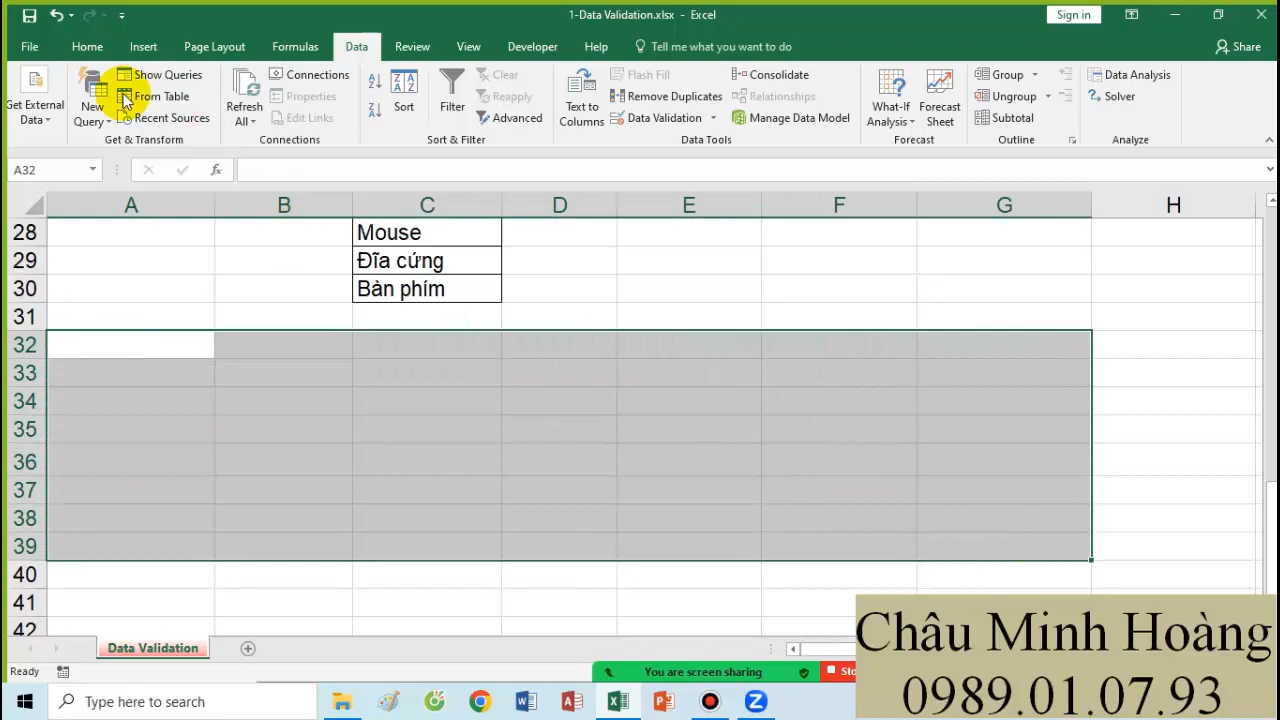 1-Data Validation.xlsx - Excel
Sign in
File Home Insert Page Layout Formulas Data Review View Developer Help Tell me what you want to do Share
Get External Data
New Query
Show Queries
From Table
Recent Sources
Get & Transform
Refresh All
Connections
Properties
Edit Links
Connections
Sort
Filter
Clear
Reapply
Advanced
Sort & Filter
Text to Columns
Flash Fill
Remove Duplicates
Data Validation
Consolidate
Relationships
Manage Data Model
Data Tools
What-If Analysis
Forecast Sheet
Forecast
Group
Ungroup
Subtotal
Outline
Data Analysis
Solver
Analyze
A32 fx
A B C D E F G H
28 Mouse
29 Đĩa cứng
30 Bàn phím
31
32
33
34
35
36
37
38
39
40
41
42
Data Validation
Ready
You are screen sharing
Châu Minh Hoàng
0989.01.07.93
Type here to search